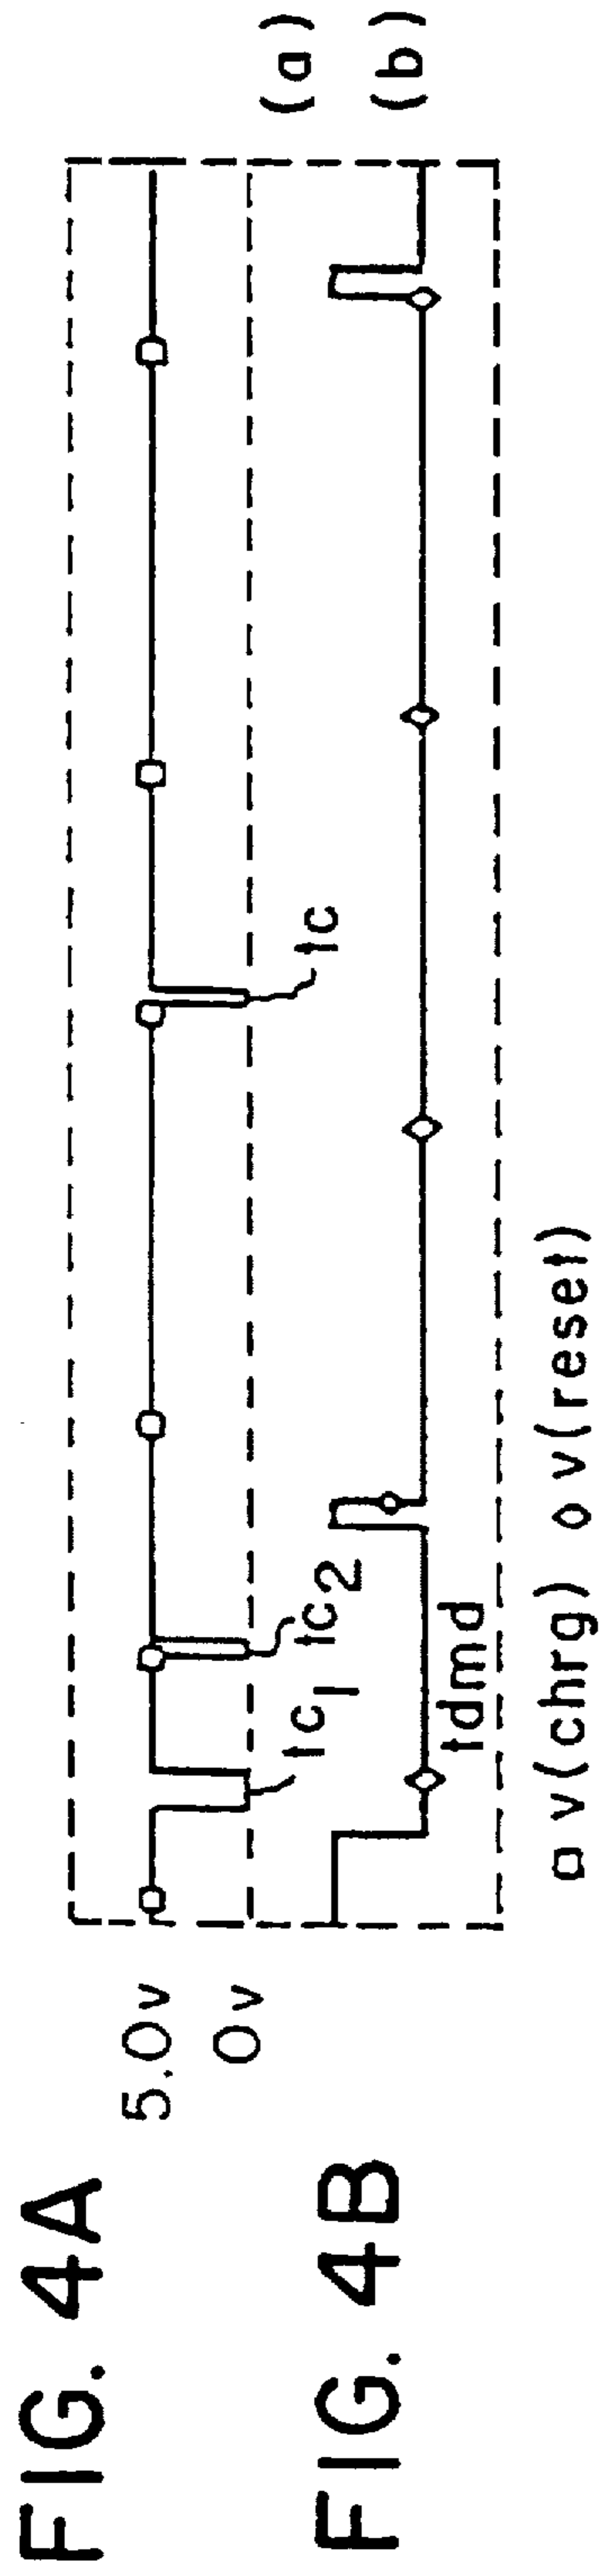 FIG. 4A
5.0v
0v
(a)
tc1
tc2
tc
FIG. 4B
(b)
tdmd
v(chrg) v(reset)